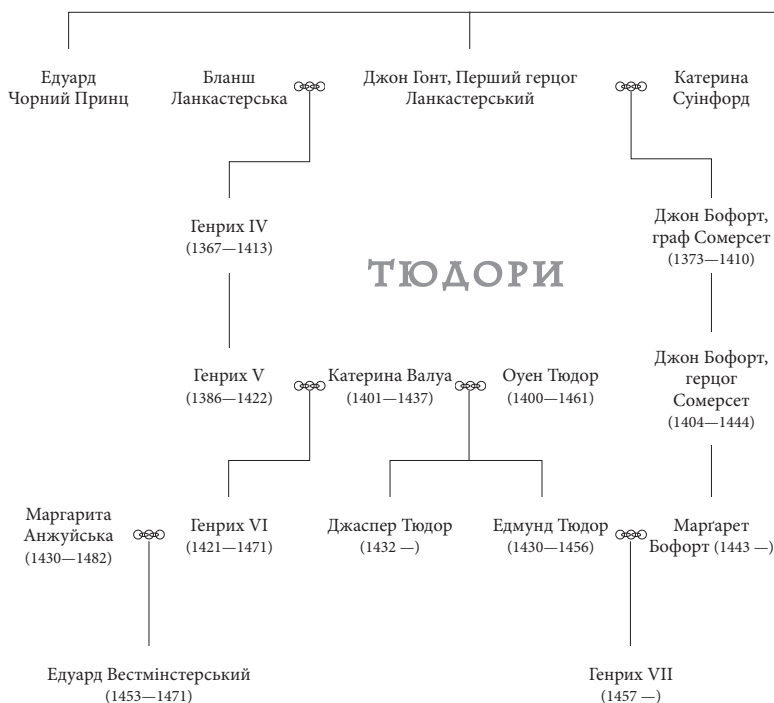 Едуард
Чорний Принц
Бланш
Ланкастерська
Джон Гонт, Перший герцог
Ланкастерський
Катерина
Суінфорд
Генрих IV
(1367—1413)
Джон Бофорт,
граф Сомерсет
(1373—1410)
ТЮДОРИ
Генрих V
(1386—1422)
Катерина Валуа
(1401—1437)
Оуен Тюдор
(1400—1461)
Джон Бофорт,
герцог
Сомерсет
(1404—1444)
Маргарита
Анжуйська
(1430—1482)
Генрих VI
(1421—1471)
Джаспер Тюдор
(1432 —)
Едмунд Тюдор
(1430—1456)
Марґарет
Бофорт (1443 —)
Едуард Вестмінстерський
(1453—1471)
Генрих VII
(1457 —)